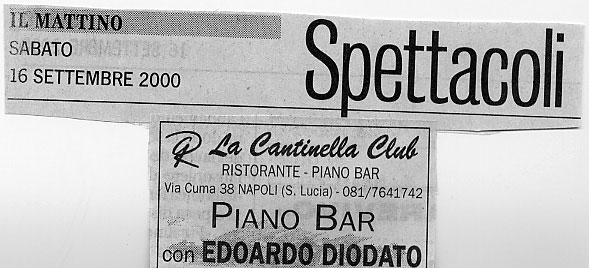 IL MATTINO
SABATO
16 SETTEMBRE 2000
Spettacoli
La Cantinella Club
RISTORANTE - PIANO BAR
Via Cuma 38 NAPOLI (S. Lucia) - 081/7641742
PIANO BAR
con EDOARDO DIODATO